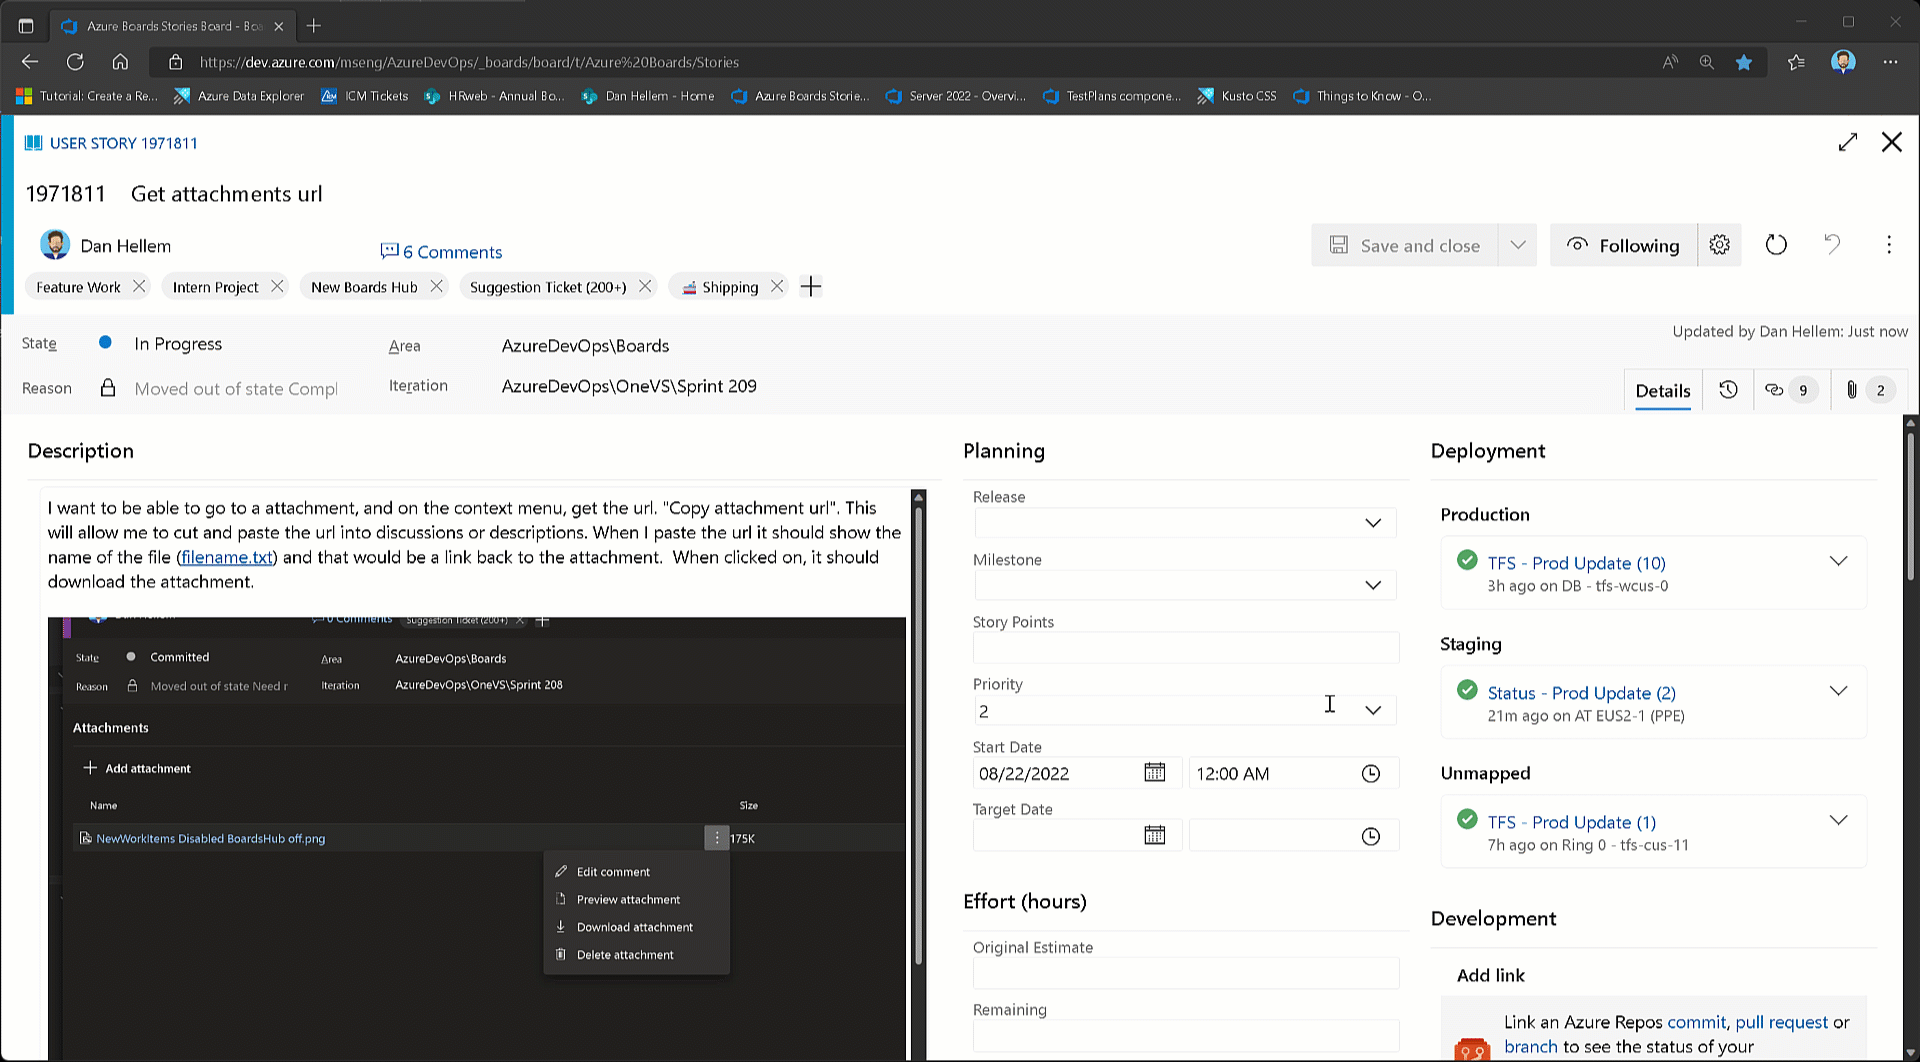 Azure Boards Stories Board - Bo
https://dev.azure.com/mseng/AzureDevOps/_boards/board/t/Azure%20Boards/Stories
Tutorial: Create a Re... Azure Data Explorer ICM Tickets HRweb - Annual Bo... Dan Hellem - Home Azure Boards Storie... Server 2022 - Overvi... TestPlans compone... Kusto CSS Things to Know - O...
USER STORY 1971811
1971811 Get attachments url
Dan Hellem 6 Comments Save and close Following
Feature Work Intern Project New Boards Hub Suggestion Ticket (200+) Shipping
Updated by Dan Hellem: Just now
State In Progress Area AzureDevOps\Boards
Reason Moved out of state Compl Iteration AzureDevOps\OneVS\Sprint 209
Details 9 2
Description
I want to be able to go to a attachment, and on the context menu, get the url. "Copy attachment url". This
will allow me to cut and paste the url into discussions or descriptions. When I paste the url it should show the
name of the file (filename.txt) and that would be a link back to the attachment. When clicked on, it should
download the attachment.
Comments Suggestion Ticket (200+)
State Committed Area AzureDevOps\Boards
Reason Moved out of state Need r Iteration AzureDevOps\OneVS\Sprint 208
Attachments
Add attachment
Name Size
NewWorkItems Disabled BoardsHub off.png 175K
Edit comment
Preview attachment
Download attachment
Delete attachment
Planning
Release
Milestone
Story Points
Priority
2
Start Date
08/22/2022 12:00 AM
Target Date
Effort (hours)
Original Estimate
Remaining
Deployment
Production
TFS - Prod Update (10)
3h ago on DB - tfs-wcus-0
Staging
Status - Prod Update (2)
21m ago on AT EUS2-1 (PPE)
Unmapped
TFS - Prod Update (1)
7h ago on Ring 0 - tfs-cus-11
Development
Add link
Link an Azure Repos commit, pull request or
branch to see the status of your